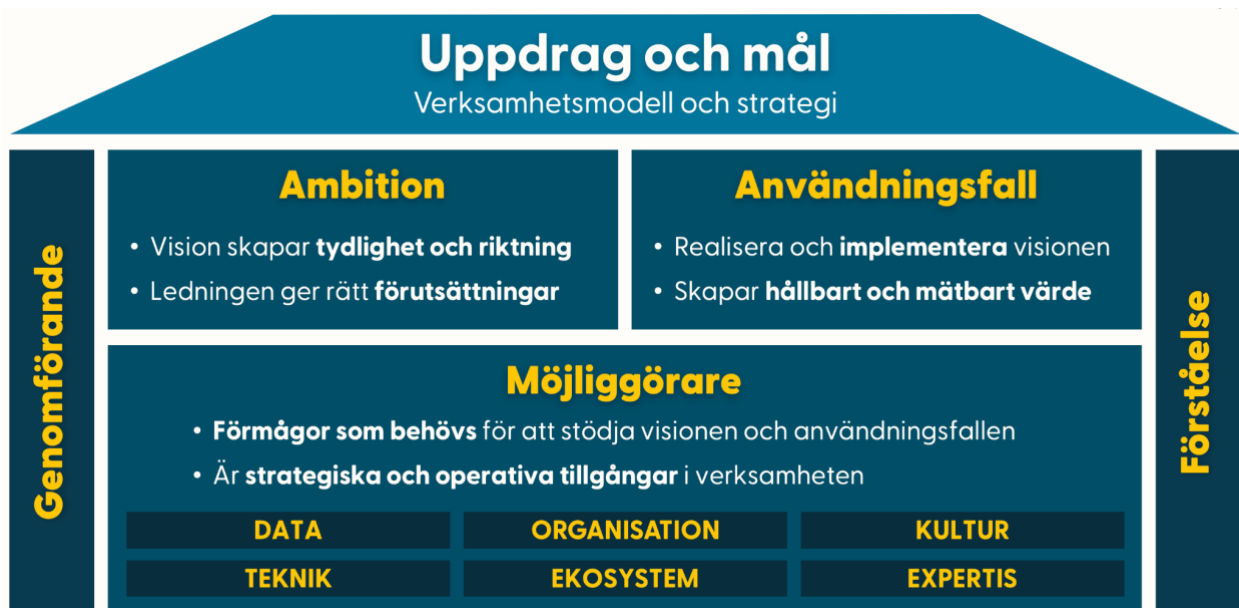 Uppdrag och mål
Verksamhetsmodell och strategi
Genomförande
Ambition
• Vision skapar tydlighet och riktning
• Ledningen ger rätt förutsättningar
Användningsfall
• Realisera och implementera visionen
• Skapar hållbart och mätbart värde
Möjliggörare
• Förmågor som behövs för att stödja visionen och användningsfallen
• Är strategiska och operativa tillgångar i verksamheten
DATA
ORGANISATION
KULTUR
TEKNIK
EKOSYSTEM
EXPERTIS
Förståelse